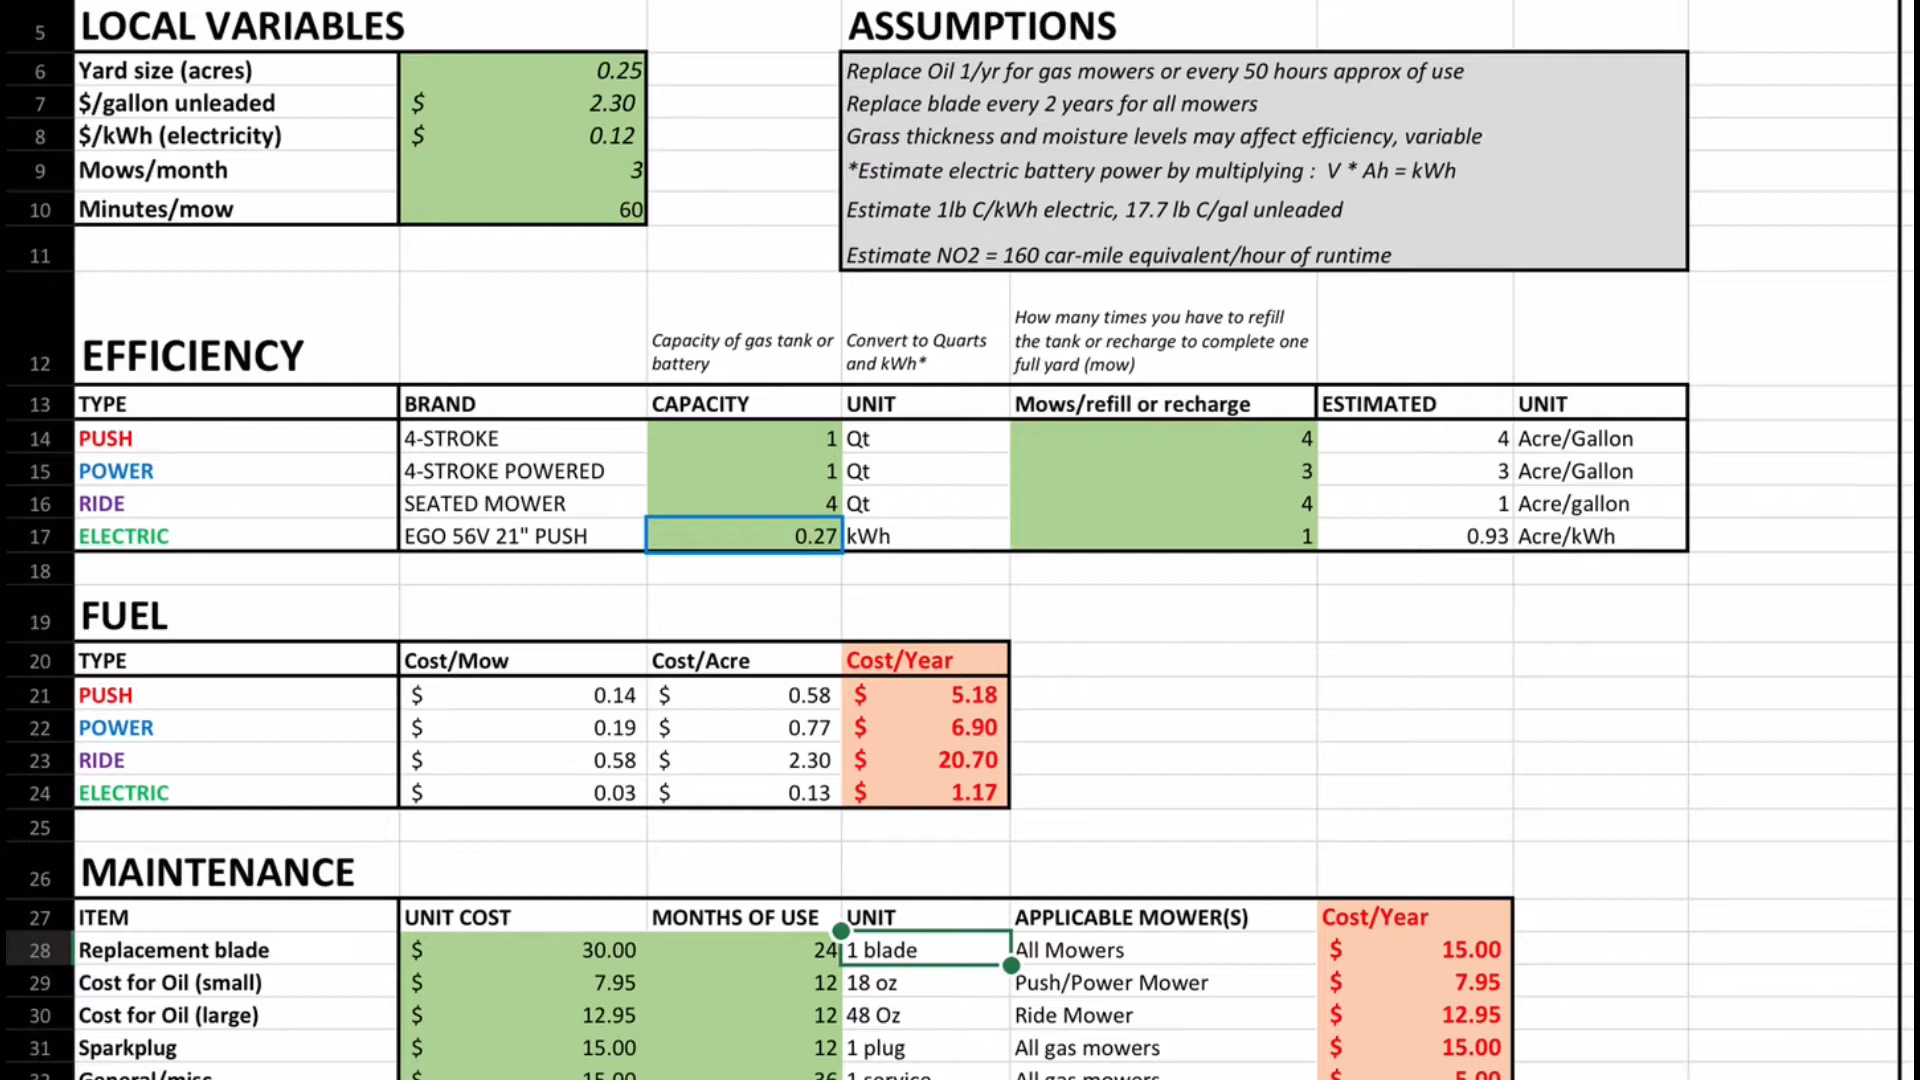 5 LOCAL VARIABLES ASSUMPTIONS
6 Yard size (acres) 0.25 Replace Oil 1/yr for gas mowers or every 50 hours approx of use
7 $/gallon unleaded $ 2.30 Replace blade every 2 years for all mowers
8 $/kWh (electricity) $ 0.12 Grass thickness and moisture levels may affect efficiency, variable
9 Mows/month 3 *Estimate electric battery power by multiplying : V * Ah = kWh
10 Minutes/mow 60 Estimate 1lb C/kWh electric, 17.7 lb C/gal unleaded
11 Estimate NO2 = 160 car-mile equivalent/hour of runtime
How many times you have to refill
Capacity of gas tank or Convert to Quarts the tank or recharge to complete one
12 EFFICIENCY battery and kWh* full yard (mow)
13 TYPE BRAND CAPACITY UNIT Mows/refill or recharge ESTIMATED UNIT
14 PUSH 4-STROKE 1 Qt 4 4 Acre/Gallon
15 POWER 4-STROKE POWERED 1 Qt 3 3 Acre/Gallon
16 RIDE SEATED MOWER 4 Qt 4 1 Acre/gallon
17 ELECTRIC EGO 56V 21" PUSH 0.27 kWh 1 0.93 Acre/kWh
18
19 FUEL
20 TYPE Cost/Mow Cost/Acre Cost/Year
21 PUSH $ 0.14 $ 0.58 $ 5.18
22 POWER $ 0.19 $ 0.77 $ 6.90
23 RIDE $ 0.58 $ 2.30 $ 20.70
24 ELECTRIC $ 0.03 $ 0.13 $ 1.17
25
26 MAINTENANCE
27 ITEM UNIT COST MONTHS OF USE UNIT APPLICABLE MOWER(S) Cost/Year
28 Replacement blade $ 30.00 24 1 blade All Mowers $ 15.00
29 Cost for Oil (small) $ 7.95 12 18 oz Push/Power Mower $ 7.95
30 Cost for Oil (large) $ 12.95 12 48 Oz Ride Mower $ 12.95
31 Sparkplug $ 15.00 12 1 plug All gas mowers $ 15.00
32 General/misc $ 15.00 36 1 service All gas mowers $ 5.00